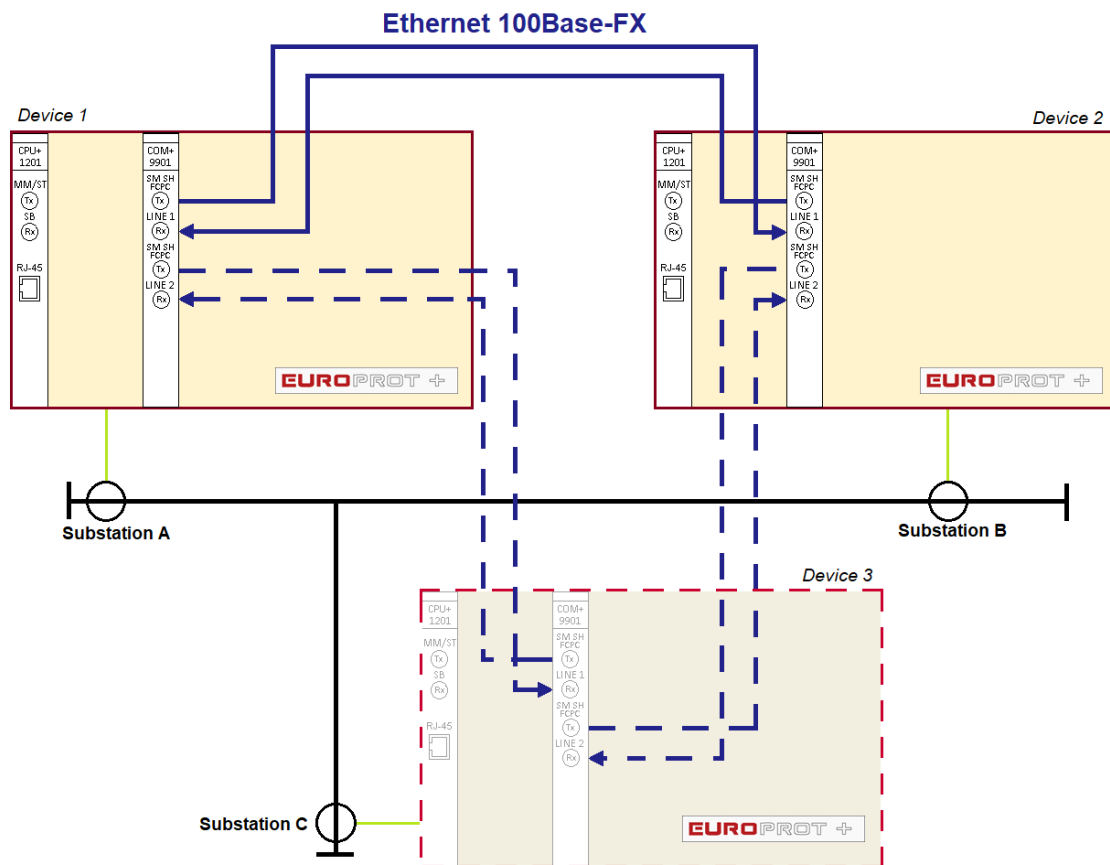 Ethernet 100Base-FX
Device 1
CPU+
1201
MM/ST
Tx
SB
Rx
RJ-45
COM+
9901
SM SH
FCPC
Tx
LINE 1
Rx
SM SH
FCPC
Tx
LINE 2
Rx
EUROPROT +
Device 2
CPU+
1201
MM/ST
Tx
SB
Rx
RJ-45
COM+
9901
SM SH
FCPC
Tx
LINE 1
Rx
SM SH
FCPC
Tx
LINE 2
Rx
EUROPROT +
Substation A
Substation B
Device 3
CPU+
1201
MM/ST
Tx
SB
Rx
RJ-45
COM+
9901
SM SH
FCPC
Tx
LINE 1
Rx
SM SH
FCPC
Tx
LINE 2
Rx
EUROPROT +
Substation C